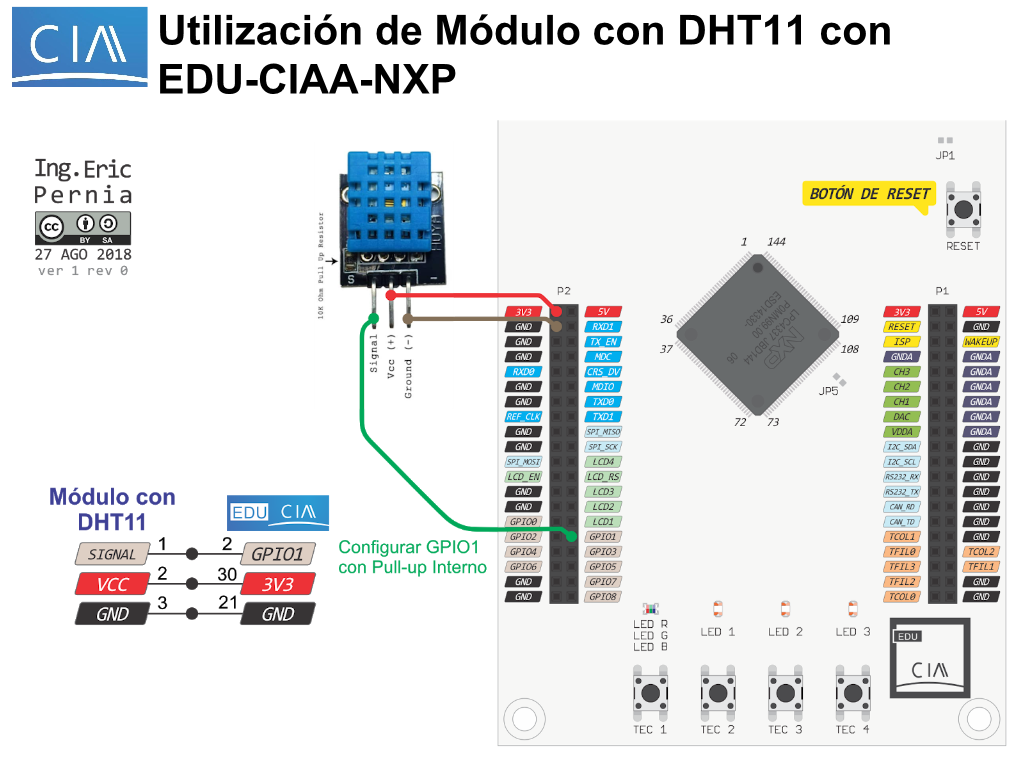 CIAA
Utilización de Módulo con DHT11 con
EDU-CIAA-NXP
Ing.Eric
Pernia
cc
BY SA
27 AGO 2018
ver 1 rev 0
10K Ohm Pull Up Resistor
S
-
Signal
Vcc (+)
Ground (-)
Módulo con
DHT11
EDU CIAA
SIGNAL 1 2 GPIO1
VCC 2 30 3V3
GND 3 21 GND
Configurar GPIO1
con Pull-up Interno
JP1
BOTÓN DE RESET
RESET
1 144
36 109
37 108
72 73
NXP
JP5
P2
3V3 5V
GND RXD1
GND TX_EN
GND MDC
RXD0 CRS_DV
GND MDIO
GND TXD0
REF_CLK TXD1
GND SPI_MISO
GND SPI_SCK
SPI_MOSI LCD4
LCD_EN LCD_RS
GND LCD3
GND LCD2
GPIO0 LCD1
GPIO2 GPIO1
GPIO4 GPIO3
GPIO6 GPIO5
GND GPIO7
GND GPIO8
P1
3V3 5V
RESET GND
ISP WAKEUP
GNDA GNDA
CH3 GNDA
CH2 GNDA
CH1 GNDA
DAC GNDA
VDDA GNDA
I2C_SDA GND
I2C_SCL GND
RS232_RX GND
RS232_TX GND
CAN_RD GND
CAN_TD GND
TCOL1 GND
TFIL0 TCOL2
TFIL3 TFIL1
TFIL2 GND
TCOL0 GND
LED R
LED G
LED B
LED 1 LED 2 LED 3
EDU
CIAA
TEC 1 TEC 2 TEC 3 TEC 4